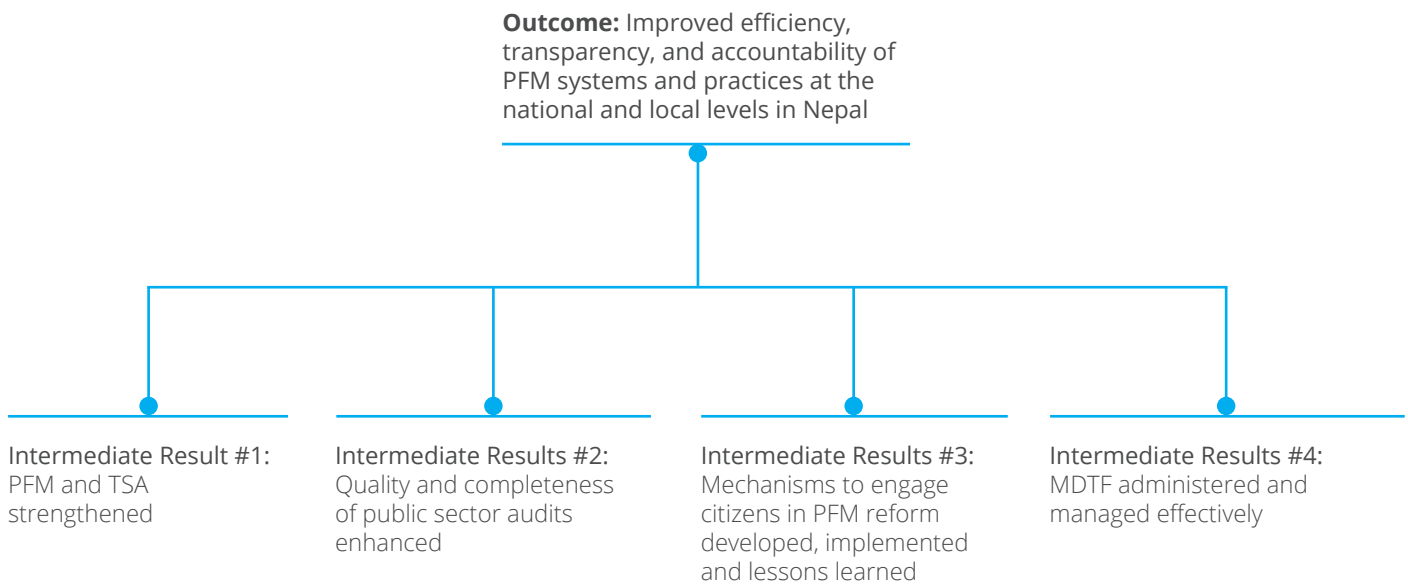 Outcome: Improved efficiency,
transparency, and accountability of
PFM systems and practices at the
national and local levels in Nepal
Intermediate Result #1:
PFM and TSA
strengthened
Intermediate Results #2:
Quality and completeness
of public sector audits
enhanced
Intermediate Results #3:
Mechanisms to engage
citizens in PFM reform
developed, implemented
and lessons learned
Intermediate Results #4:
MDTF administered and
managed effectively